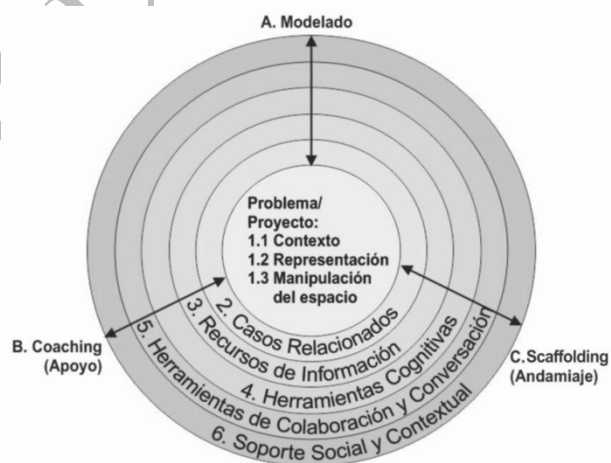 A. Modelado
Problema/
Proyecto:
1.1 Contexto
1.2 Representación
1.3 Manipulación
del espacio
2. Casos Relacionados
3. Recursos de Información
4. Herramientas Cognitivas
5. Herramientas de Colaboración y Conversación
6. Soporte Social y Contextual
B. Coaching
(Apoyo)
C.Scaffolding
(Andamiaje)